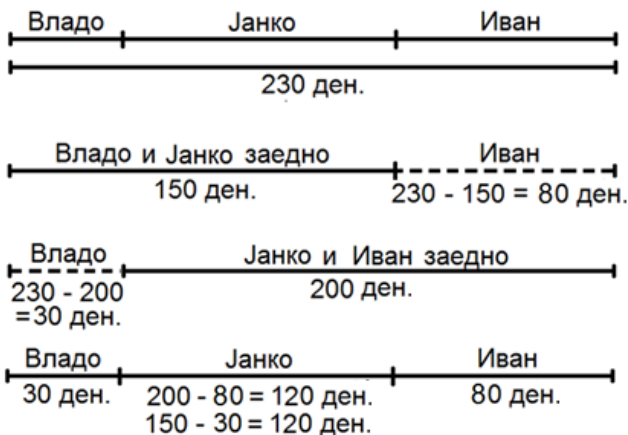 Владо Јанко Иван
230 ден.
Владо и Јанко заедно Иван
150 ден. 230 - 150 = 80 ден.
Владо Јанко и Иван заедно
230 - 200 200 ден.
=30 ден.
Владо Јанко Иван
30 ден. 200 - 80 = 120 ден. 80 ден.
150 - 30 = 120 ден.